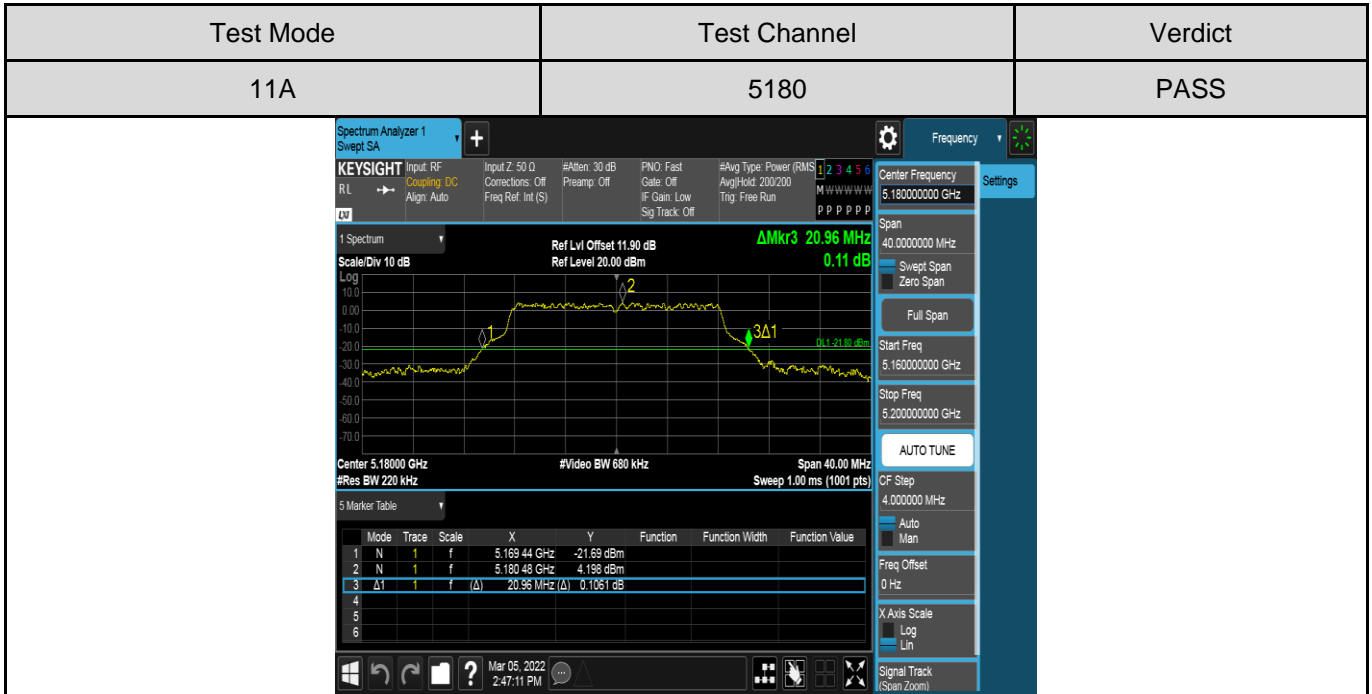 Test Mode Test Channel Verdict
11A 5180 PASS
Spectrum Analyzer 1
Swept SA
+
Frequency
KEYSIGHT Input: RF Input Z: 50 Ω #Atten: 30 dB PNO: Fast #Avg Type: Power (RMS 1 2 3 4 5 6
RL Coupling: DC Corrections: Off Preamp: Off Gate: Off Avg|Hold: 200/200 M W W W W W
Align: Auto Freq Ref: Int (S) IF Gain: Low Trig: Free Run
LXI Sig Track: Off P P P P P P
Center Frequency
5.180000000 GHz
Settings
Span
40.0000000 MHz
Swept Span
Zero Span
Full Span
Start Freq
5.160000000 GHz
Stop Freq
5.200000000 GHz
AUTO TUNE
CF Step
4.000000 MHz
Auto
Man
Freq Offset
0 Hz
X Axis Scale
Log
Lin
Signal Track
(Span Zoom)
1 Spectrum Ref Lvl Offset 11.90 dB ΔMkr3 20.96 MHz
Scale/Div 10 dB Ref Level 20.00 dBm 0.11 dB
Log
10.0
0.00
-10.0
-20.0
-30.0
-40.0
-50.0
-60.0
-70.0
1
2
3Δ1
DL1 -21.80 dBm
Center 5.18000 GHz #Video BW 680 kHz Span 40.00 MHz
#Res BW 220 kHz Sweep 1.00 ms (1001 pts)
5 Marker Table
Mode Trace Scale X Y Function Function Width Function Value
1 N 1 f 5.169 44 GHz -21.69 dBm
2 N 1 f 5.180 48 GHz 4.198 dBm
3 Δ1 1 f (Δ) 20.96 MHz (Δ) 0.1061 dB
4
5
6
? Mar 05, 2022
2:47:11 PM